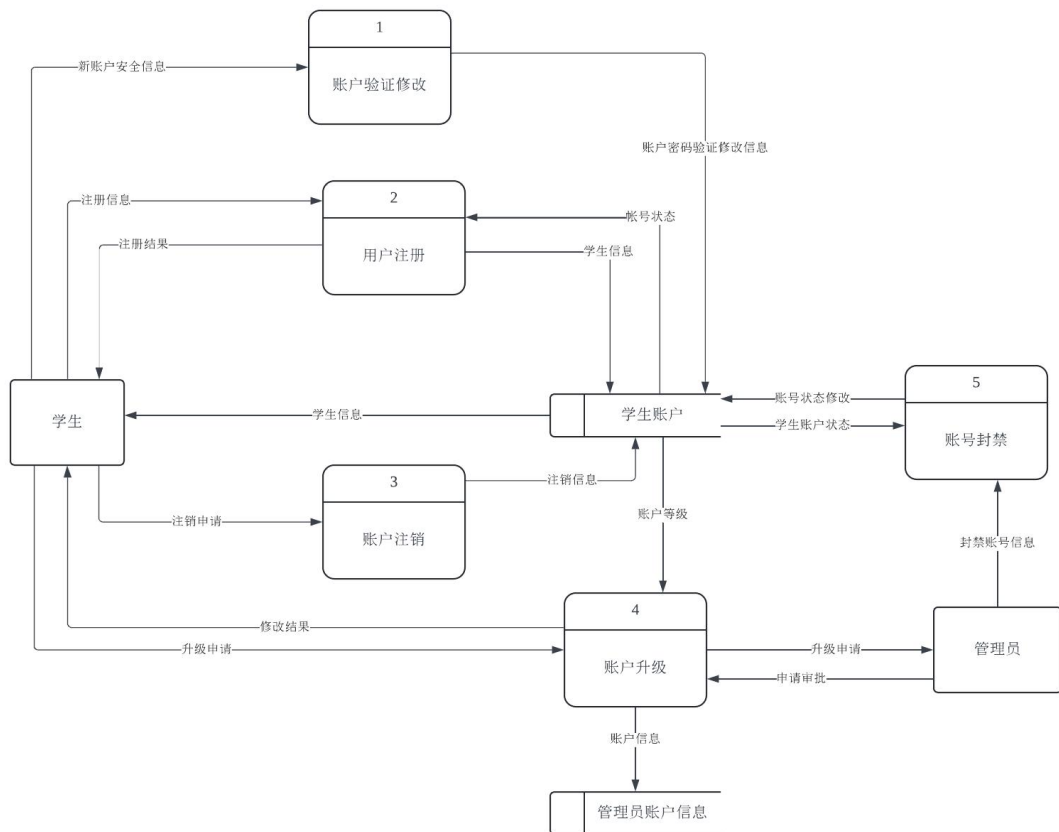 1
账户验证修改
新账户安全信息
账户密码验证修改信息
2
用户注册
注册信息
注册结果
帐号状态
学生信息
学生
学生信息
学生账户
账号状态修改
学生账户状态
5
账号封禁
3
账户注销
注销信息
注销申请
账户等级
封禁账号信息
4
账户升级
修改结果
升级申请
升级申请
申请审批
管理员
账户信息
管理员账户信息